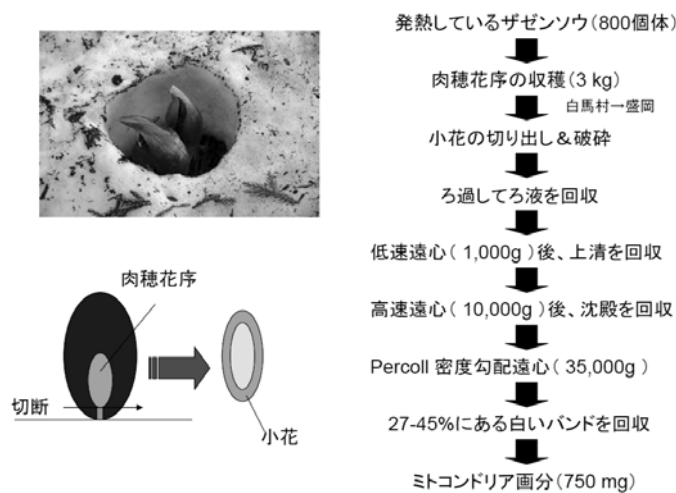 発熱しているザゼンソウ（800個体）
肉穂花序の収穫（3 kg）
白馬村→盛岡
小花の切り出し＆破砕
ろ過してろ液を回収
低速遠心（ 1,000g ）後、上清を回収
高速遠心（ 10,000g ）後、沈殿を回収
Percoll 密度勾配遠心（ 35,000g ）
27-45%にある白いバンドを回収
ミトコンドリア画分（750 mg）
肉穂花序
切断
小花